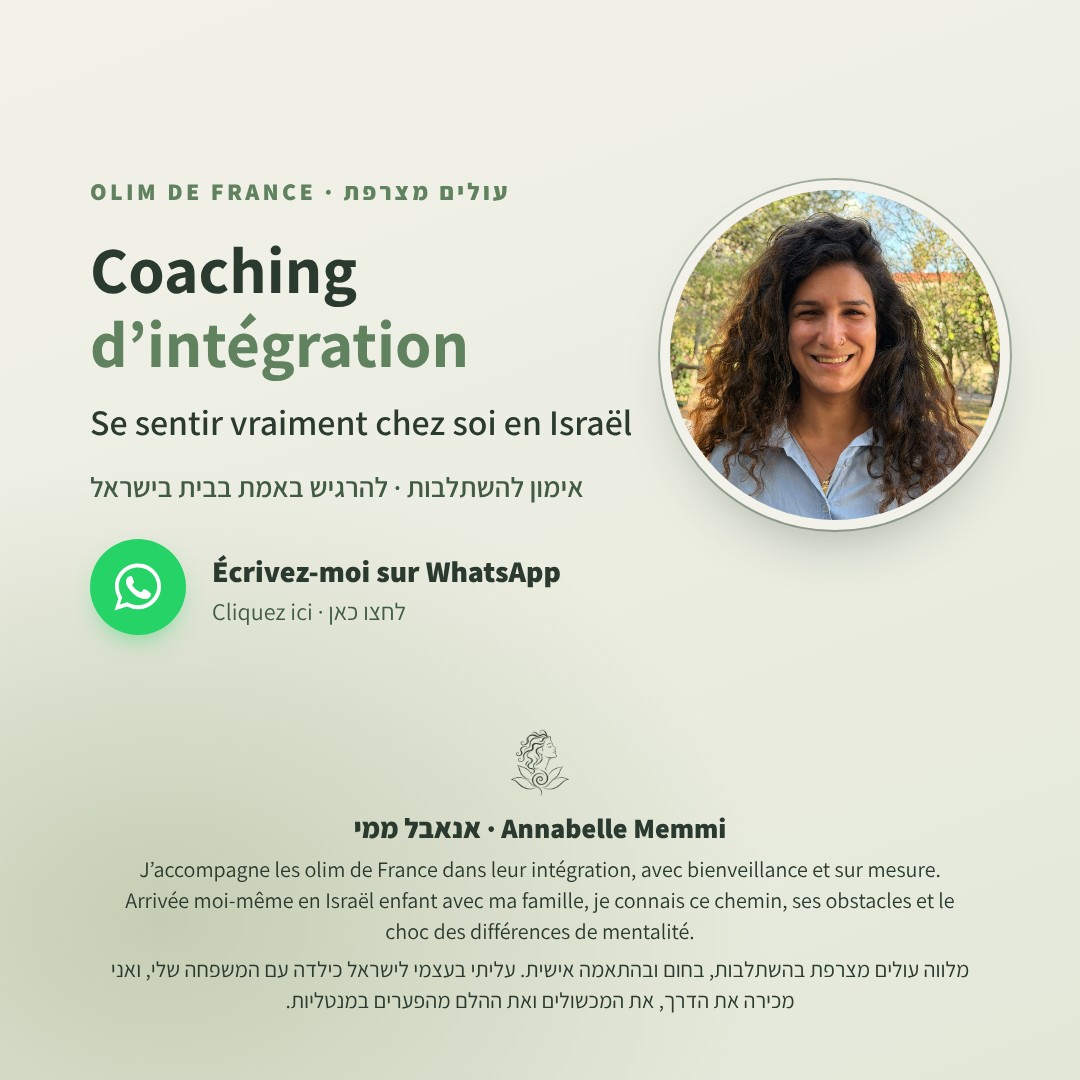 OLIM DE FRANCE · עולים מצרפת
Coaching
d’intégration
Se sentir vraiment chez soi en Israël
אימון להשתלבות · להרגיש באמת בבית בישראל
Écrivez-moi sur WhatsApp
Cliquez ici · לחצו כאן
אנאבל ממי · Annabelle Memmi
J’accompagne les olim de France dans leur intégration, avec bienveillance et sur mesure.
Arrivée moi-même en Israël enfant avec ma famille, je connais ce chemin, ses obstacles et le
choc des différences de mentalité.
מלווה עולים מצרפת בהשתלבות, בחום ובהתאמה אישית. עליתי בעצמי לישראל כילדה עם המשפחה שלי, ואני
מכירה את הדרך, את המכשולים ואת ההלם מהפערים במנטליות.